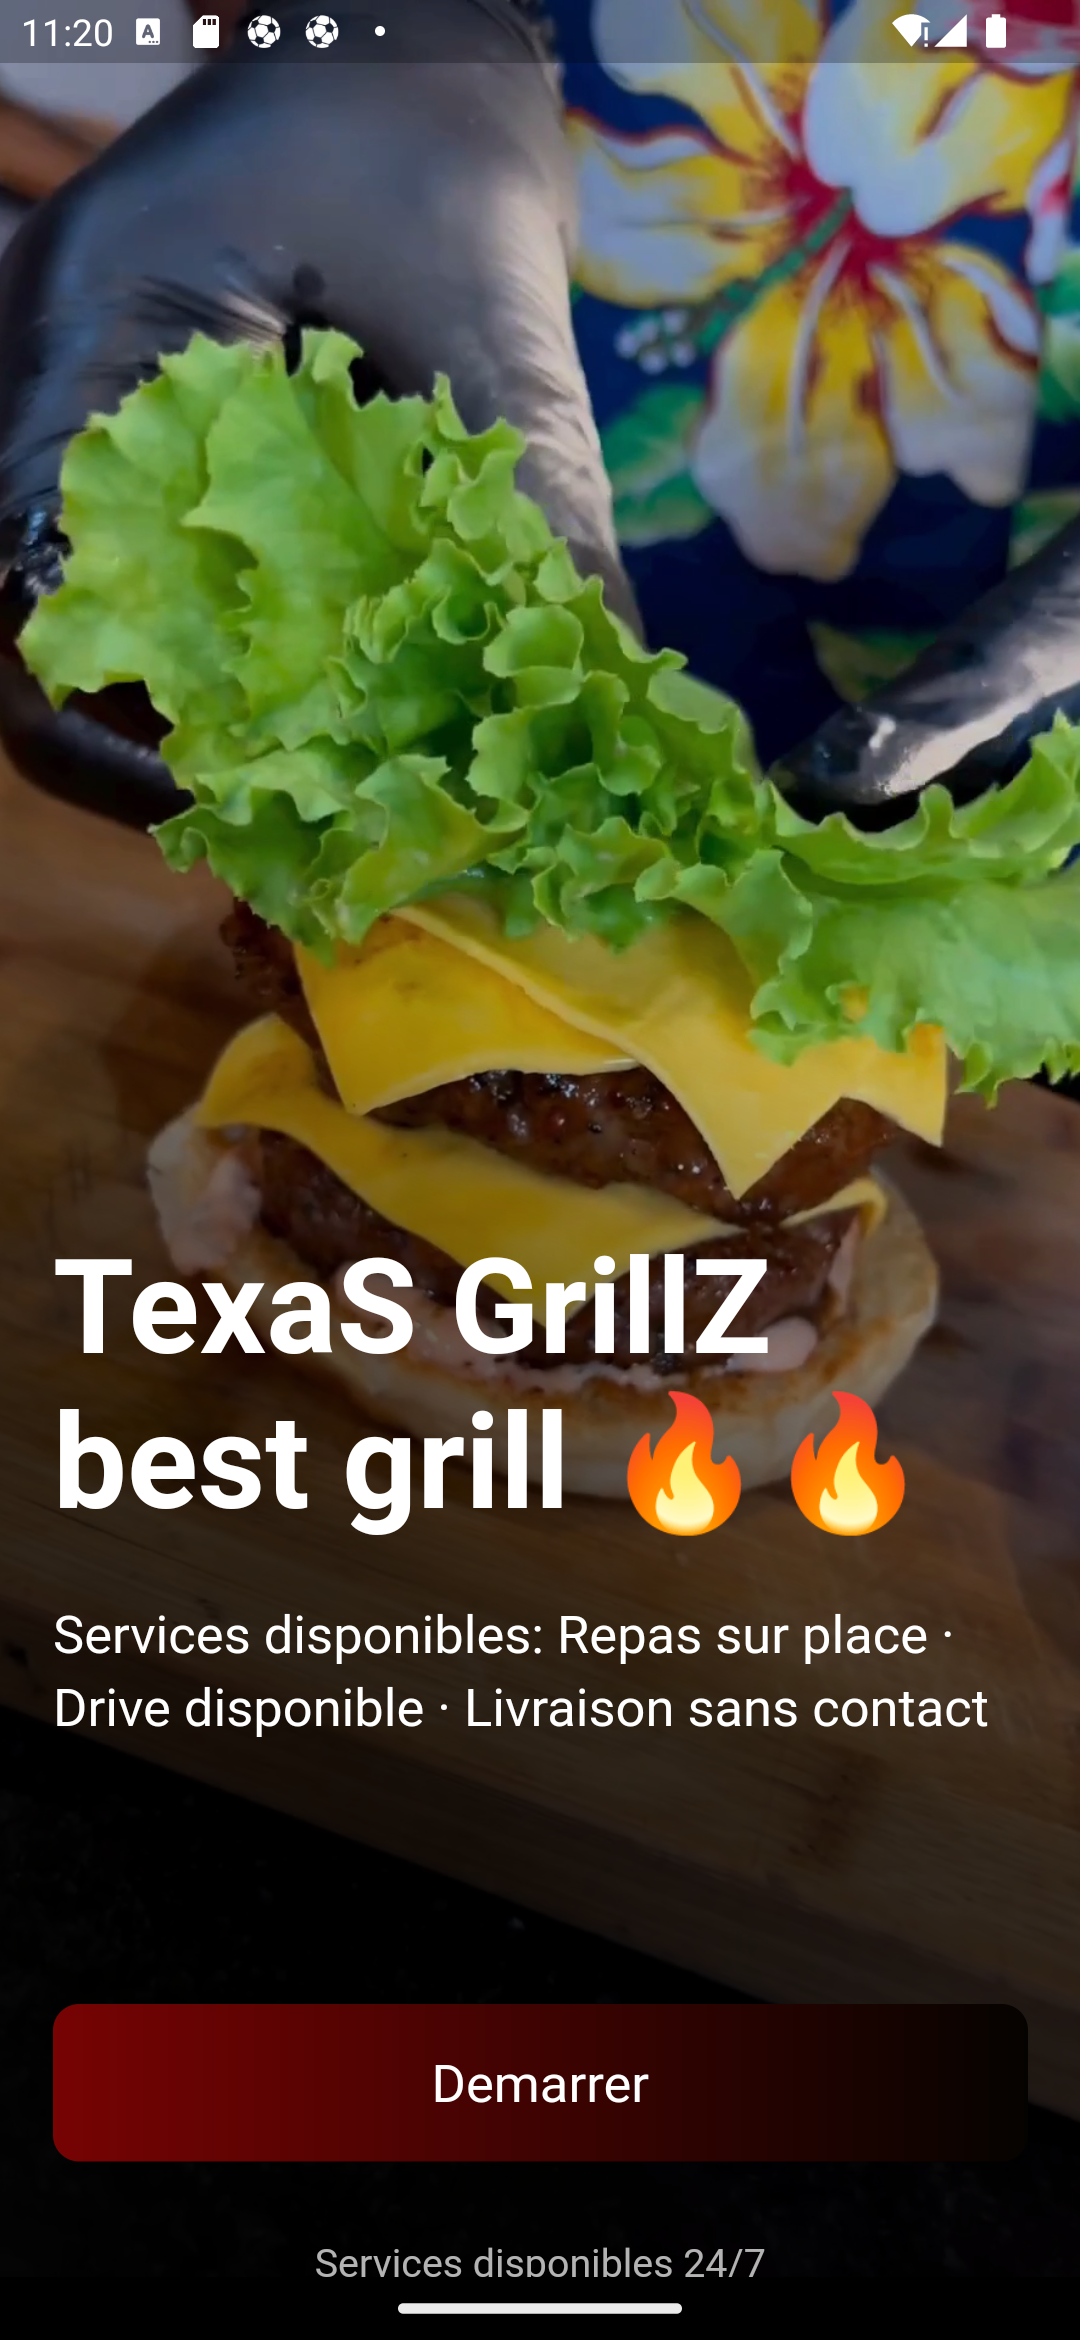 11:20
TexaS GrillZ
best grill 🔥🔥
Services disponibles: Repas sur place ·
Drive disponible · Livraison sans contact
Demarrer
Services disponibles 24/7